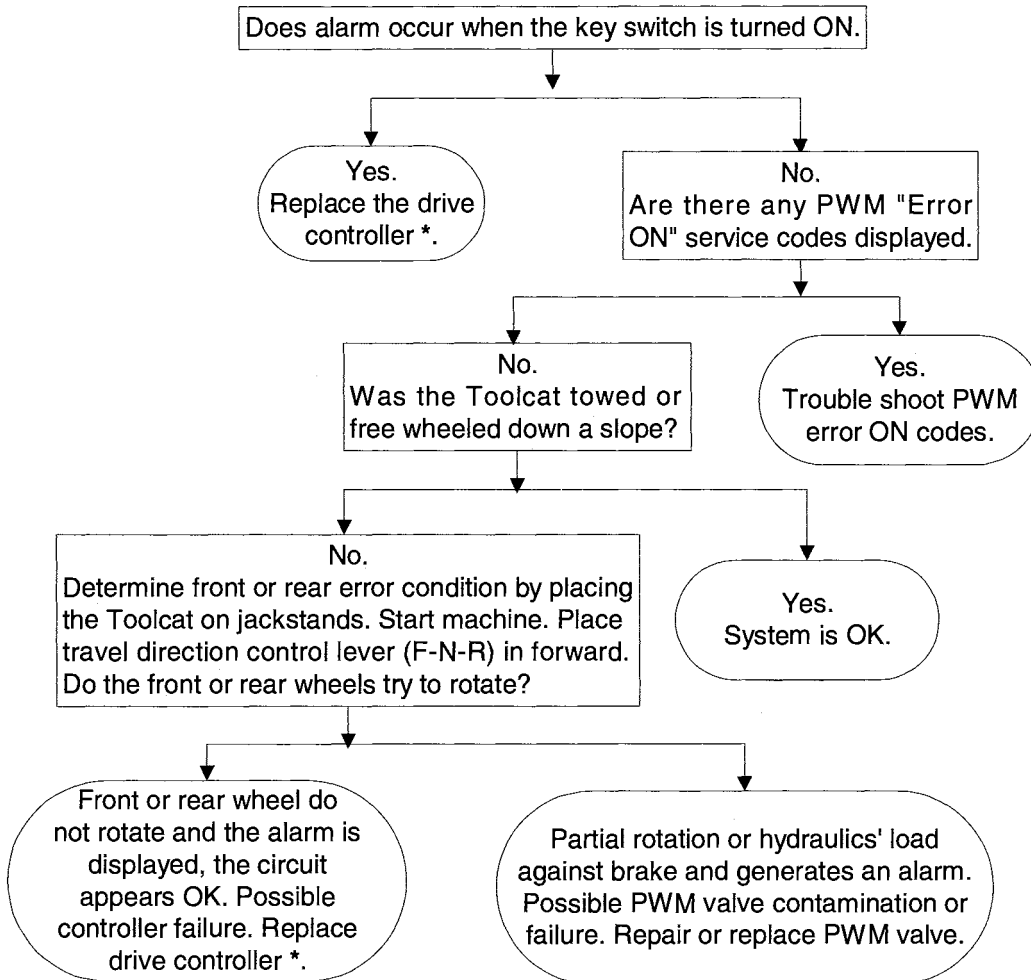 Does alarm occur when the key switch is turned ON.
Yes.
Replace the drive
controller *.
No.
Are there any PWM "Error
ON" service codes displayed.
No.
Was the Toolcat towed or
free wheeled down a slope?
Yes.
Trouble shoot PWM
error ON codes.
No.
Determine front or rear error condition by placing
the Toolcat on jackstands. Start machine. Place
travel direction control lever (F-N-R) in forward.
Do the front or rear wheels try to rotate?
Yes.
System is OK.
Front or rear wheel do
not rotate and the alarm is
displayed, the circuit
appears OK. Possible
controller failure. Replace
drive controller *.
Partial rotation or hydraulics' load
against brake and generates an alarm.
Possible PWM valve contamination or
failure. Repair or replace PWM valve.